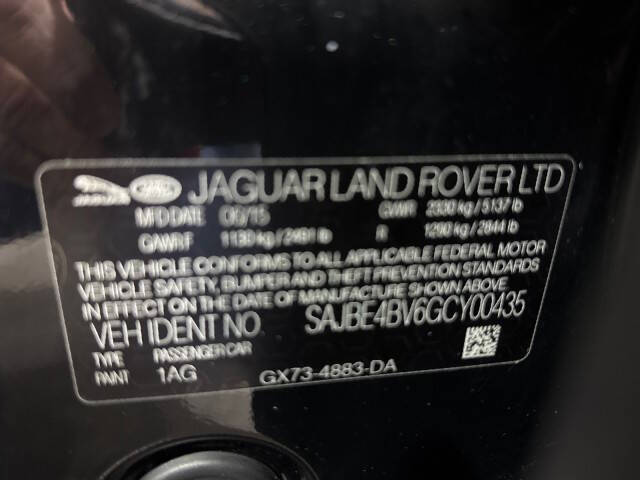 JAGUAR LAND ROVER LTD
MFD DATE 06/15 GVWR 2330 kg / 5137 lb
GAWR F 1130 kg / 2491 lb R 1290 kg / 2844 lb
THIS VEHICLE CONFORMS TO ALL APPLICABLE FEDERAL MOTOR
VEHICLE SAFETY, BUMPER AND THEFT PREVENTION STANDARDS
IN EFFECT ON THE DATE OF MANUFACTURE SHOWN ABOVE
VEH IDENT NO. SAJBE4BV6GCY00435
TYPE PASSENGER CAR
PAINT 1AG GX73-4883-DA